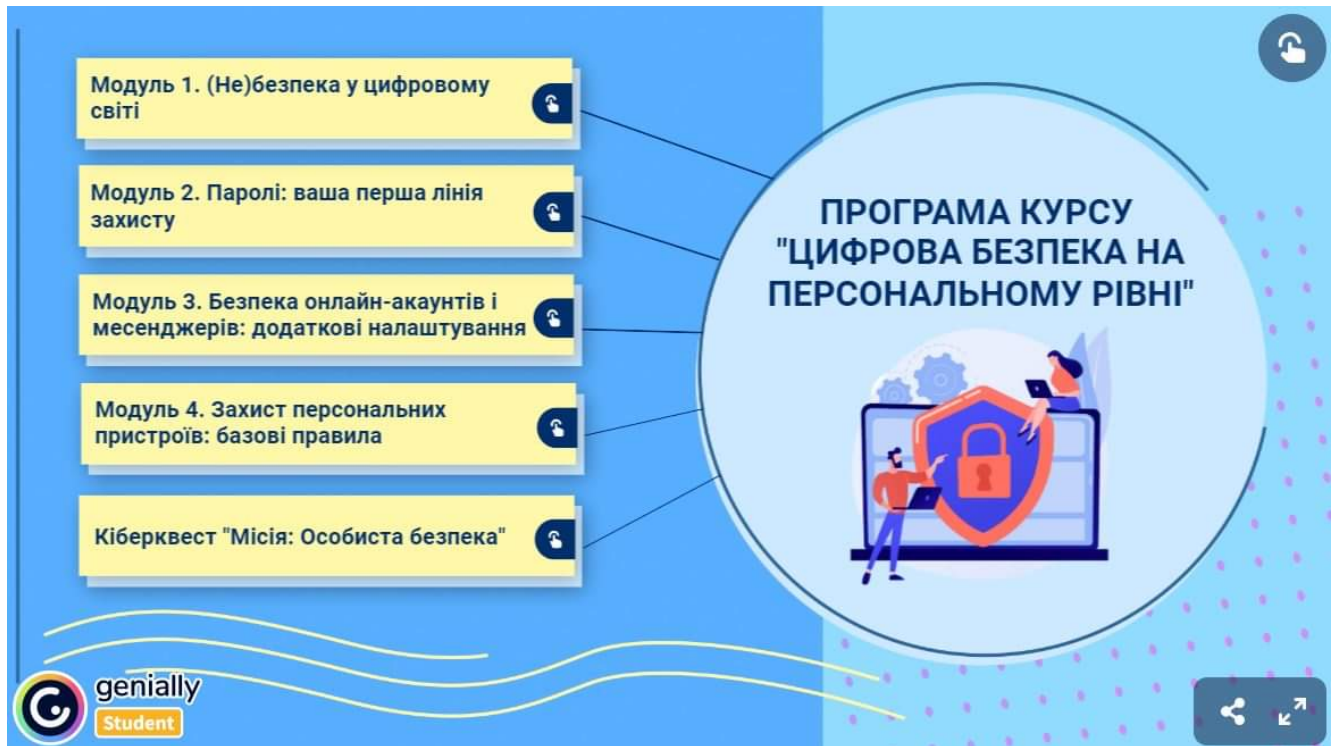 Модуль 1. (Не)безпека у цифровому
світі
Модуль 2. Паролі: ваша перша лінія
захисту
Модуль 3. Безпека онлайн-акаунтів і
месенджерів: додаткові налаштування
Модуль 4. Захист персональних
пристроїв: базові правила
Кіберквест "Місія: Особиста безпека"
ПРОГРАМА КУРСУ
"ЦИФРОВА БЕЗПЕКА НА
ПЕРСОНАЛЬНОМУ РІВНІ"
genially
Student